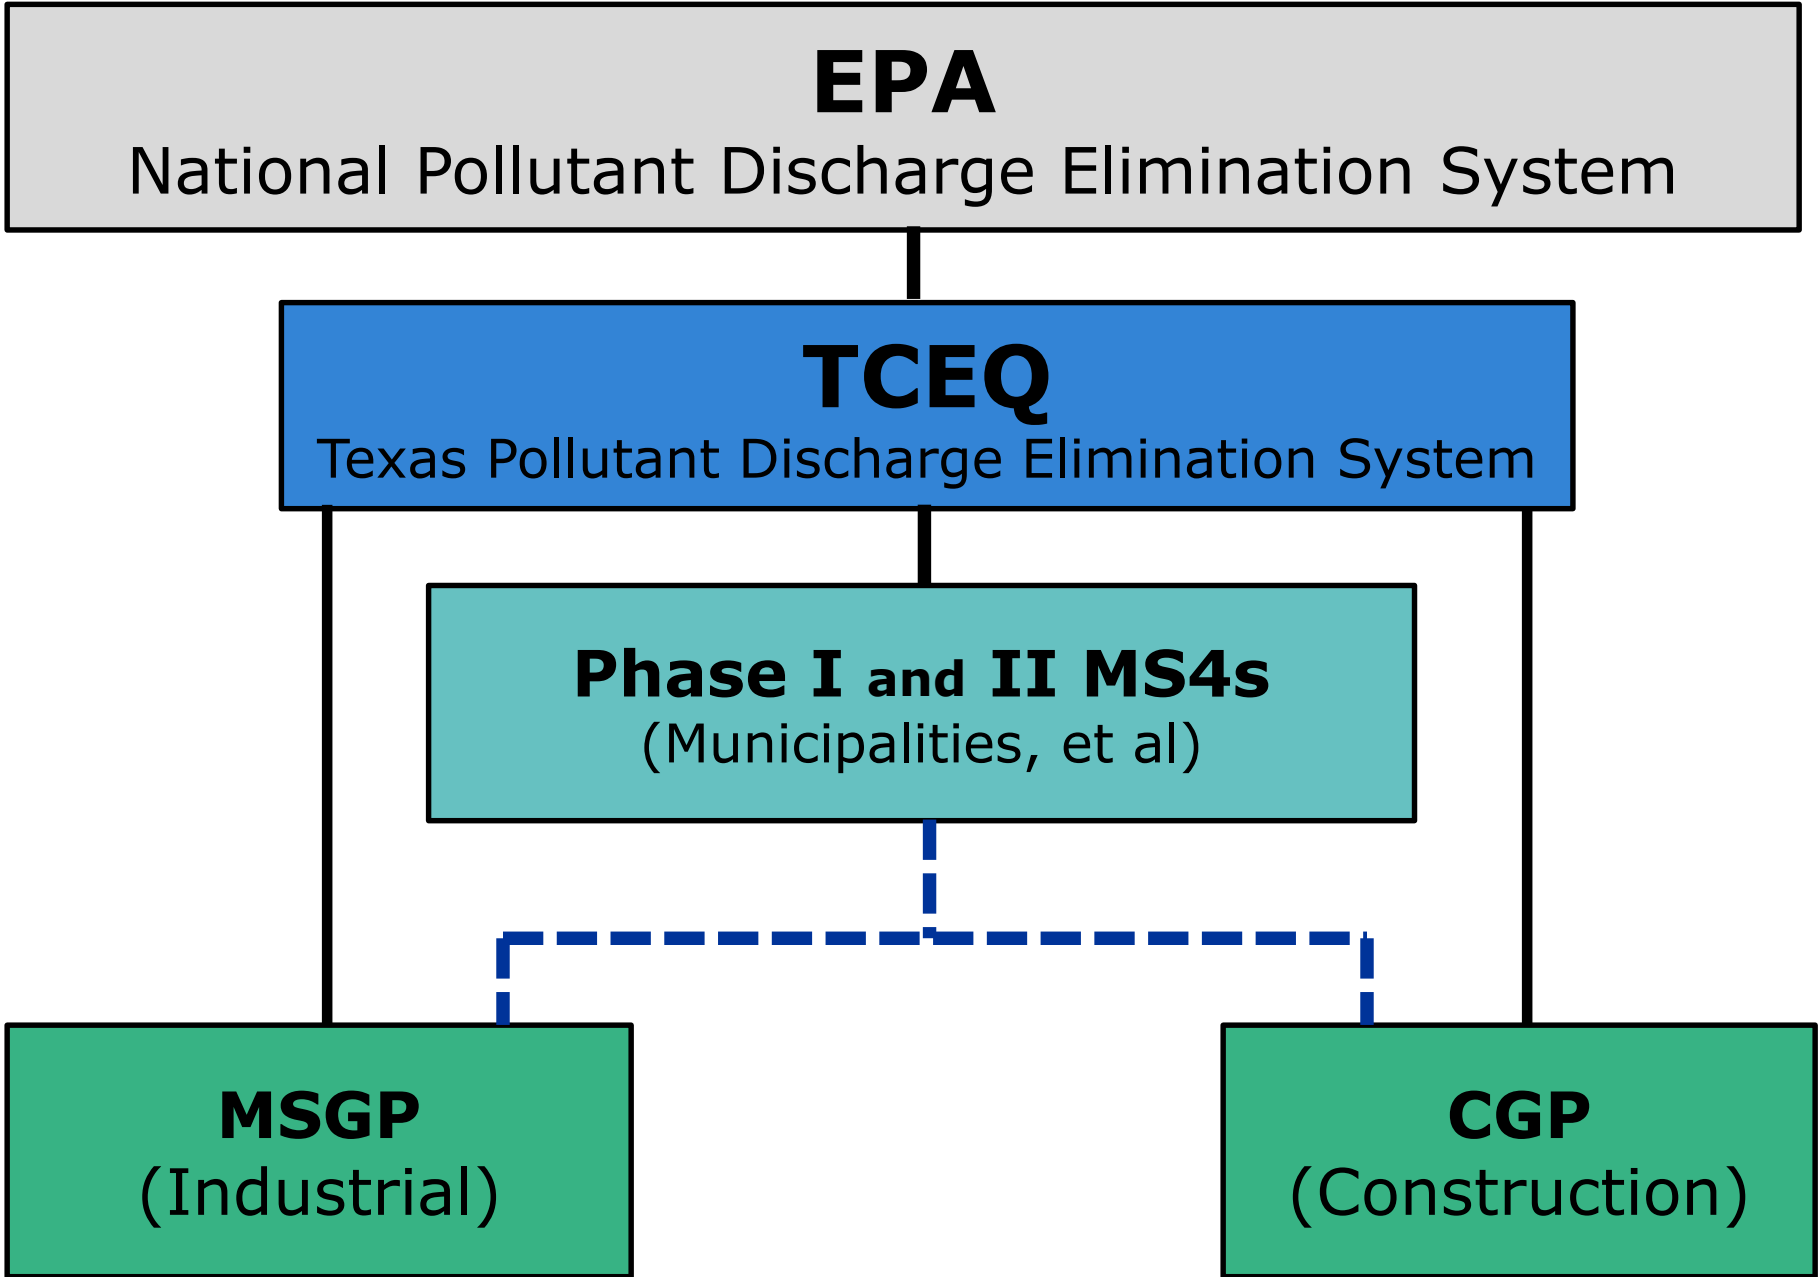 EPA
National Pollutant Discharge Elimination System
TCEQ
Texas Pollutant Discharge Elimination System
Phase I and II MS4s
(Municipalities, et al)
MSGP
(Industrial)
CGP
(Construction)